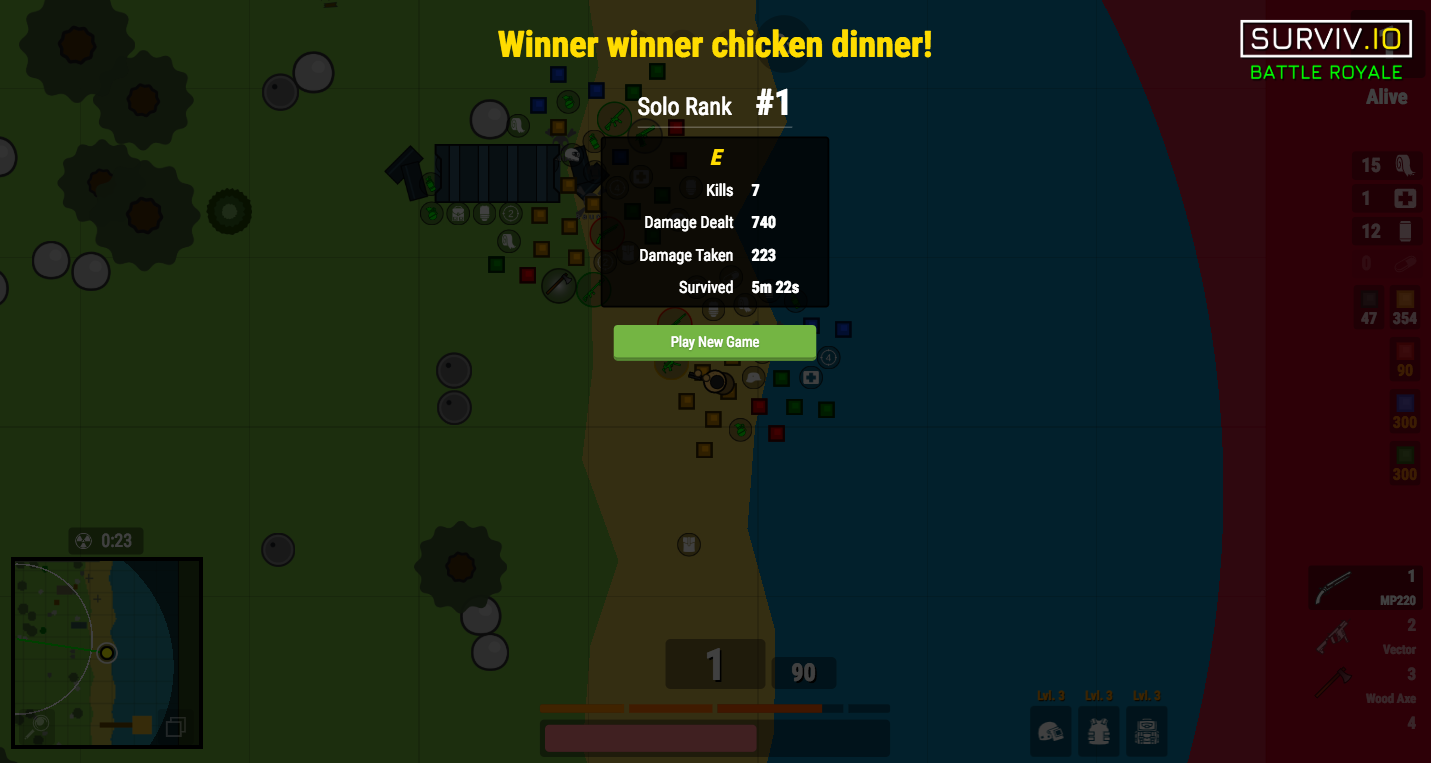 Winner winner chicken dinner!
SURVIV.IO
BATTLE ROYALE
Solo Rank #1
Alive
E
Kills 7
Damage Dealt 740
Damage Taken 223
Survived 5m 22s
Play New Game
15
1
12
0
47 354
90
300
300
2
4
0:23
1
90
1
MP220
2
Vector
3
Wood Axe
4
Lvl. 3 Lvl. 3 Lvl. 3